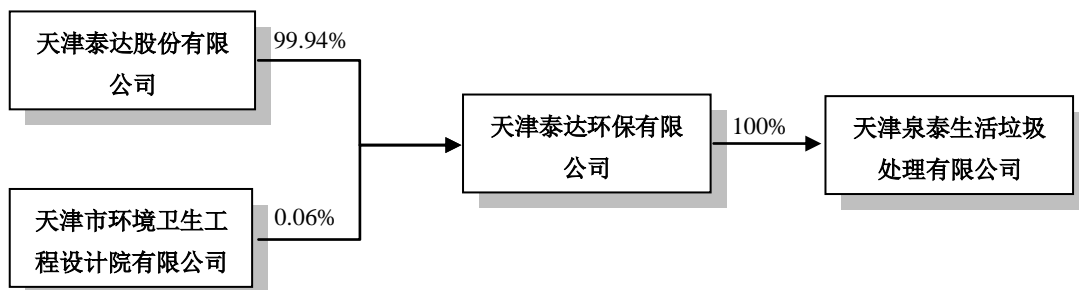 天津泰达股份有限
公司
99.94%
天津市环境卫生工
程设计院有限公司
0.06%
天津泰达环保有限
公司
100%
天津泉泰生活垃圾
处理有限公司